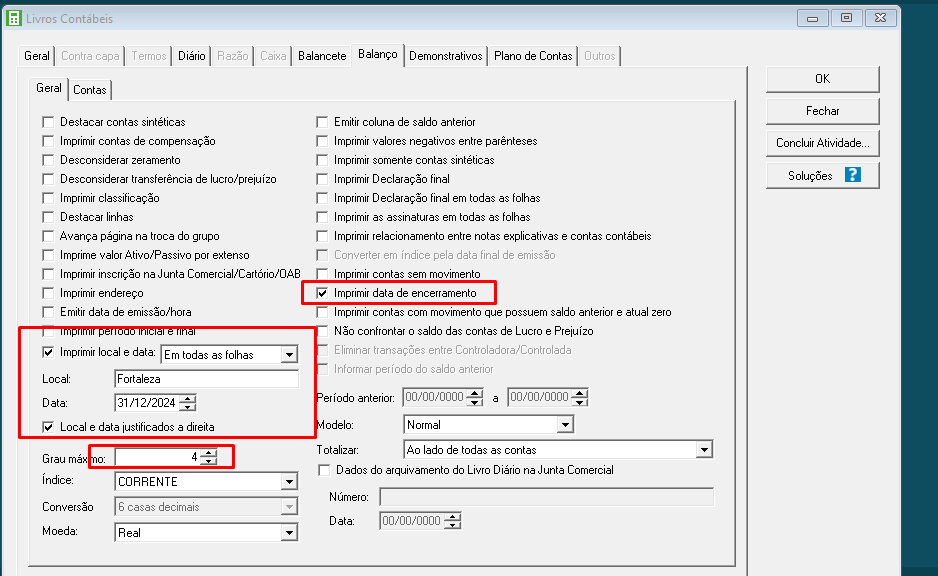 Livros Contábeis
Geral Contra capa Termos Diário Razão Caixa Balancete Balanço Demonstrativos Plano de Contas Outros
Geral Contas
Destacar contas sintéticas
Imprimir contas de compensação
Desconsiderar zeramento
Desconsiderar transferência de lucro/prejuízo
Imprimir classificação
Destacar linhas
Avança página na troca do grupo
Imprime valor Ativo/Passivo por extenso
Imprimir inscrição na Junta Comercial/Cartório/OAB
Imprimir endereço
Emitir data de emissão/hora
Imprimir período inicial e final
Imprimir local e data: Em todas as folhas
Local: Fortaleza
Data: 31/12/2024
Local e data justificados a direita
Grau máximo: 4
Índice: CORRENTE
Conversão 6 casas decimais
Moeda: Real
Emitir coluna de saldo anterior
Imprimir valores negativos entre parênteses
Imprimir somente contas sintéticas
Imprimir Declaração final
Imprimir Declaração final em todas as folhas
Imprimir as assinaturas em todas as folhas
Imprimir relacionamento entre notas explicativas e contas contábeis
Converter em índice pela data final de emissão
Imprimir contas sem movimento
Imprimir data de encerramento
Imprimir contas com movimento que possuem saldo anterior e atual zero
Não confrontar o saldo das contas de Lucro e Prejuízo
Eliminar transações entre Controladora/Controlada
Informar período do saldo anterior
Período anterior: 00/00/0000 a 00/00/0000
Modelo: Normal
Totalizar: Ao lado de todas as contas
Dados do arquivamento do Livro Diário na Junta Comercial
Número:
Data: 00/00/0000
OK
Fechar
Concluir Atividade...
Soluções ?